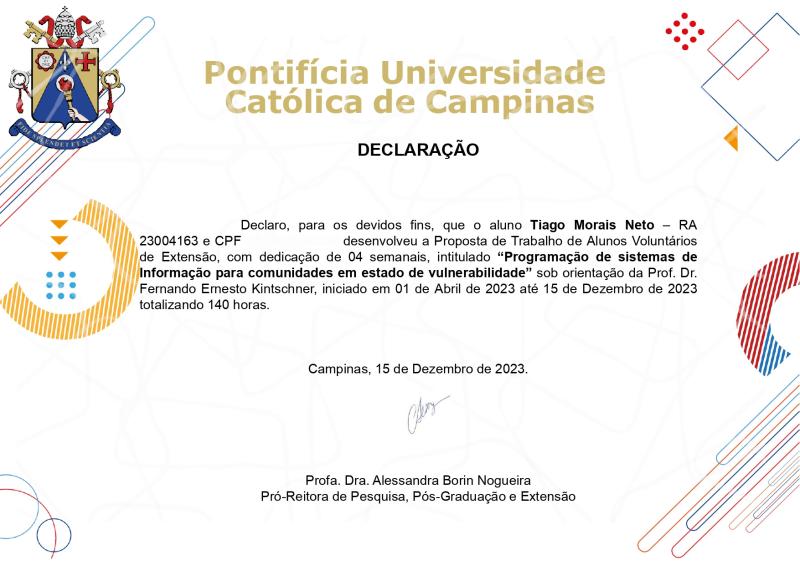 Pontifícia Universidade
Católica de Campinas
FIDE SPLENDET ET SCIENTIA
DECLARAÇÃO
Declaro, para os devidos fins, que o aluno Tiago Morais Neto – RA
23004163 e CPF desenvolveu a Proposta de Trabalho de Alunos Voluntários
de Extensão, com dedicação de 04 semanais, intitulado “Programação de sistemas de
Informação para comunidades em estado de vulnerabilidade” sob orientação da Prof. Dr.
Fernando Ernesto Kintschner, iniciado em 01 de Abril de 2023 até 15 de Dezembro de 2023
totalizando 140 horas.
Campinas, 15 de Dezembro de 2023.
Profa. Dra. Alessandra Borin Nogueira
Pró-Reitora de Pesquisa, Pós-Graduação e Extensão